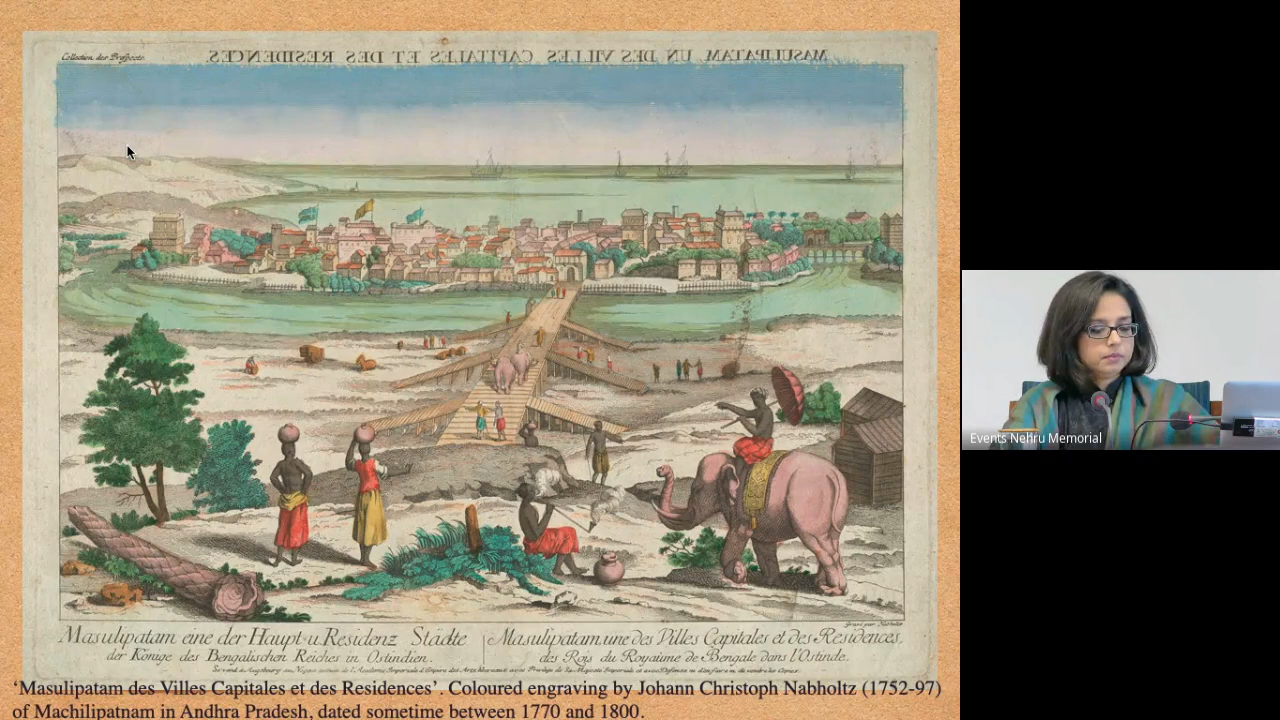 Collection des Prospects.
MASULIPATAM, UN DES VILLES CAPITALES ET DES RESIDENCES.
Gravé par Nabholtz
Masulipatam eine der Haupt u. Residenz Städte
der Könige des Bengalischen Reiches in Ostindien.
Masulipatam une des Villes Capitales et des Residences,
des Rois du Royaume de Bengale dans l'Ostinde.
'Masulipatam des Villes Capitales et des Residences'. Coloured engraving by Johann Christoph Nabholtz (1752-97)
of Machilipatnam in Andhra Pradesh, dated sometime between 1770 and 1800.
Events Nehru Memorial